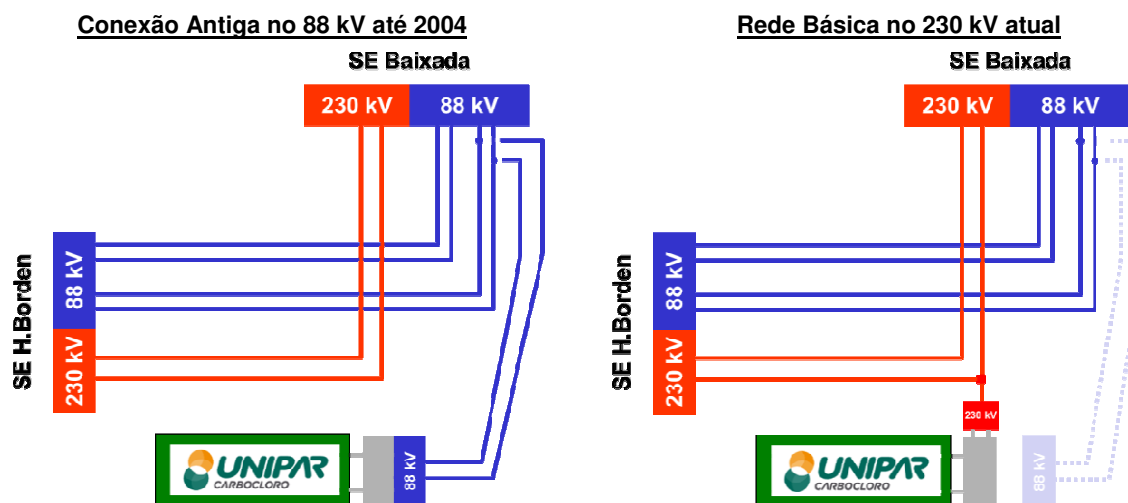 Conexão Antiga no 88 kV até 2004
SE Baixada
230 kV
88 kV
SE H.Borden
88 kV
230 kV
UNIPAR
CARBOCLORO
88 kV
Rede Básica no 230 kV atual
SE Baixada
230 kV
88 kV
SE H.Borden
88 kV
230 kV
230 kV
UNIPAR
CARBOCLORO
88 kV